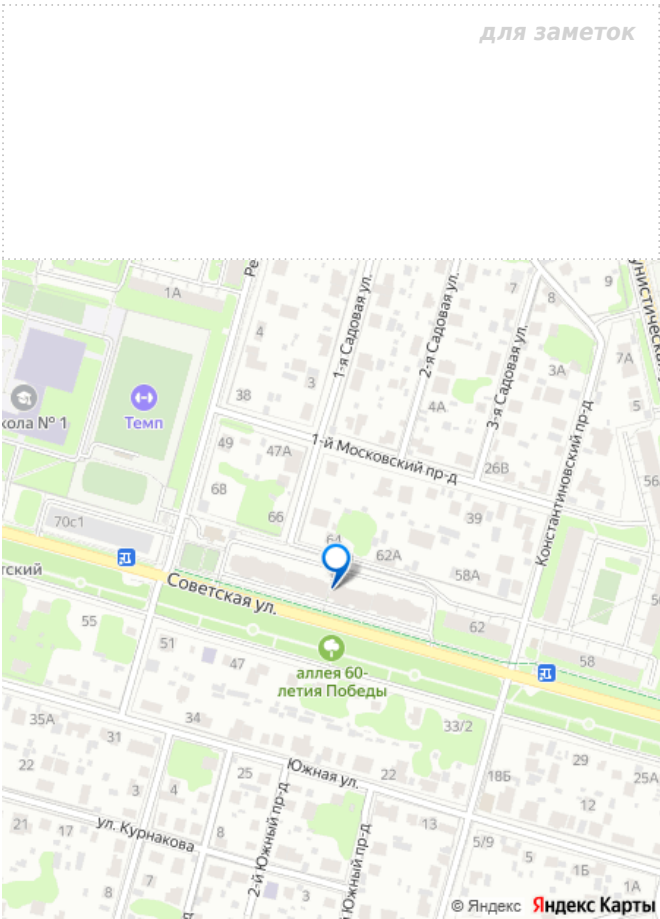 для заметок
Ре
1А
9
7
8
унистическая
1-я Садовая ул.
2-я Садовая ул.
3-я Садовая ул.
4
3
7А
3А
38
4А
5
кола № 1
Темп
1-й Московский пр-д
Константиновский пр-д
49
47А
26В
56
68
66
39
70с1
64
62А
58А
тский
Советская ул.
55
62
58
51
47
аллея 60-
летия Победы
35А
34
33/2
31
22
Южная ул.
22
25
18Б
29
25А
3
4
12
21
17
ул. Курнакова
8
2-й Южный пр-д
Южный пр-д
13
5/9
5
1Б
1А
8
7
© Яндекс Яндекс Карты